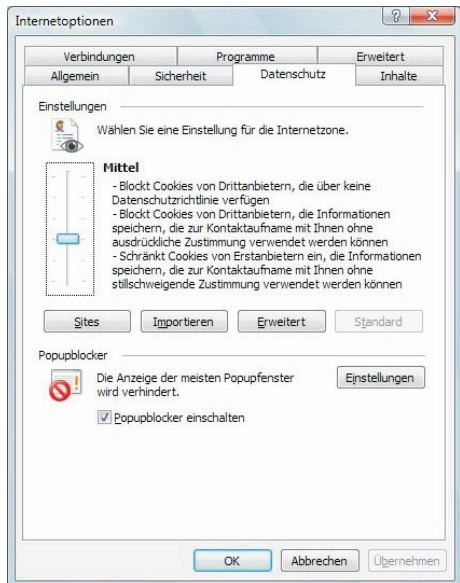 Internetoptionen
Verbindungen Programme Erweitert
Allgemein Sicherheit Datenschutz Inhalte
Einstellungen
Wählen Sie eine Einstellung für die Internetzone.
Mittel
- Blockt Cookies von Drittanbietern, die über keine
Datenschutzrichtlinie verfügen
- Blockt Cookies von Drittanbietern, die Informationen
speichern, die zur Kontaktaufname mit Ihnen ohne
ausdrückliche Zustimmung verwendet werden können
- Schränkt Cookies von Erstanbietern ein, die Informationen
speichern, die zur Kontaktaufname mit Ihnen ohne
stillschweigende Zustimmung verwendet werden können
Sites Importieren Erweitert Standard
Popupblocker
Die Anzeige der meisten Popupfenster
wird verhindert.
Einstellungen
Popupblocker einschalten
OK Abbrechen Übernehmen